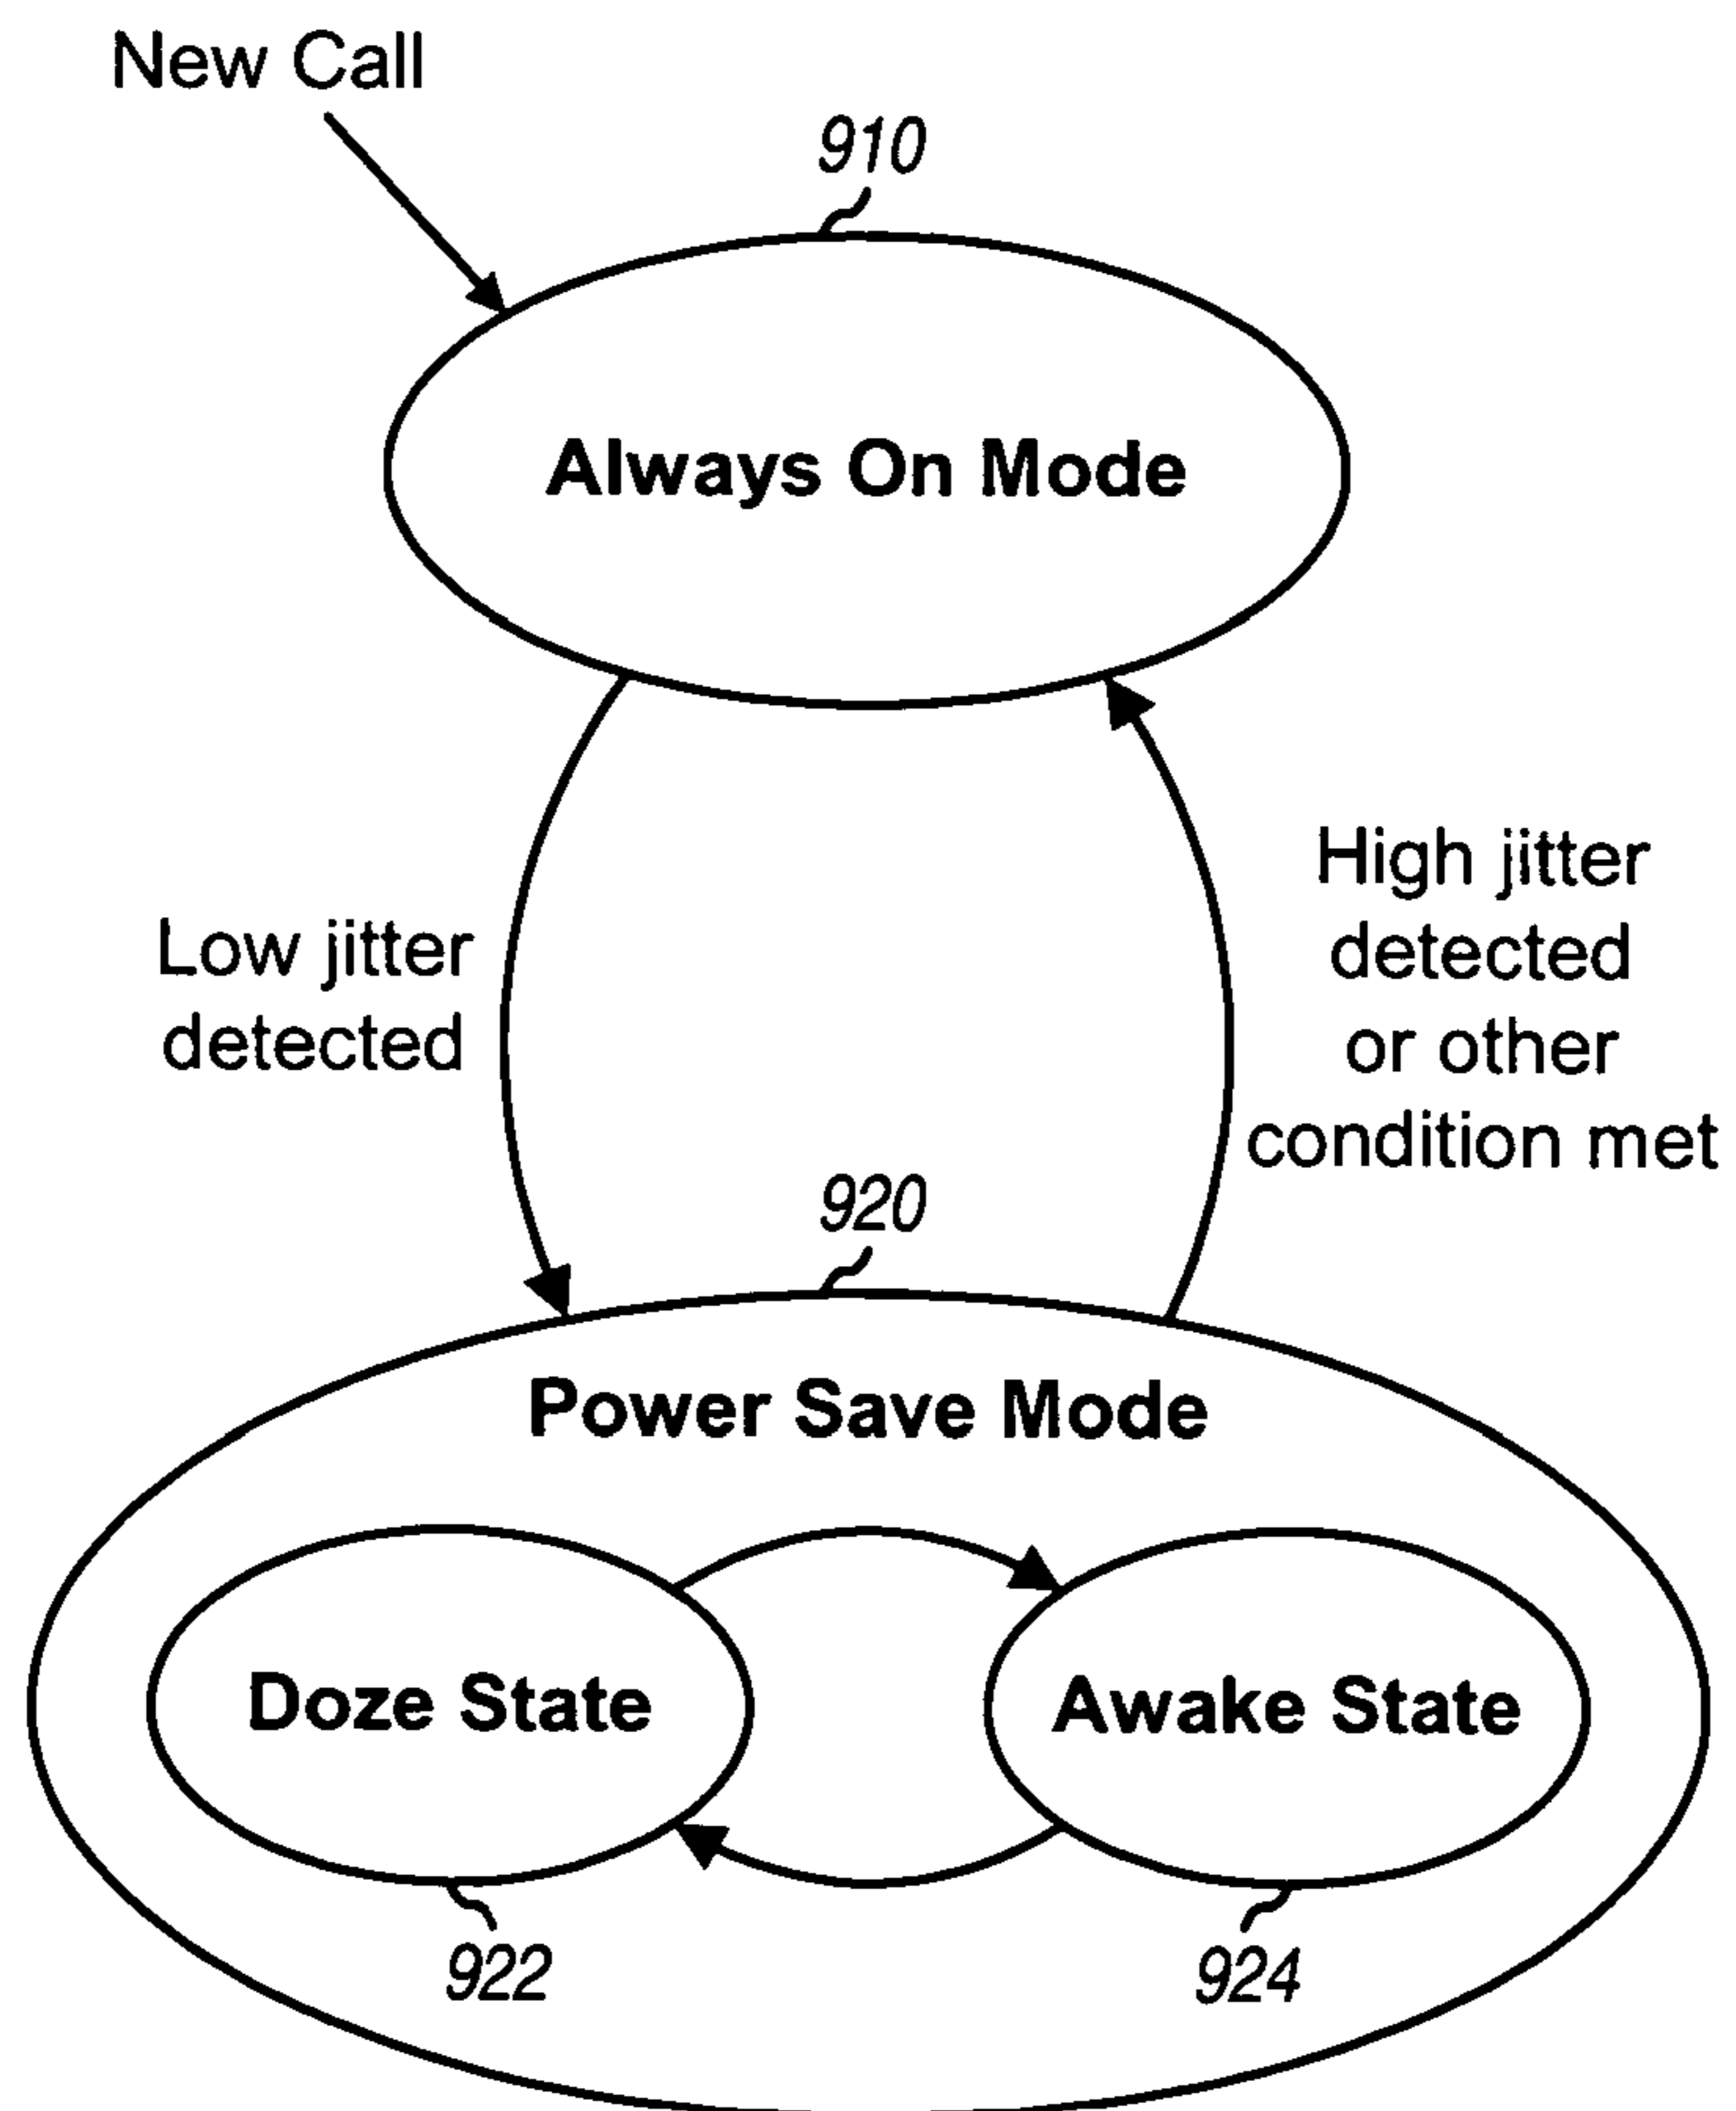 New Call
910
Always On Mode
Low jitter
detected
High jitter
detected
or other
condition met
920
Power Save Mode
Doze State
Awake State
922
924